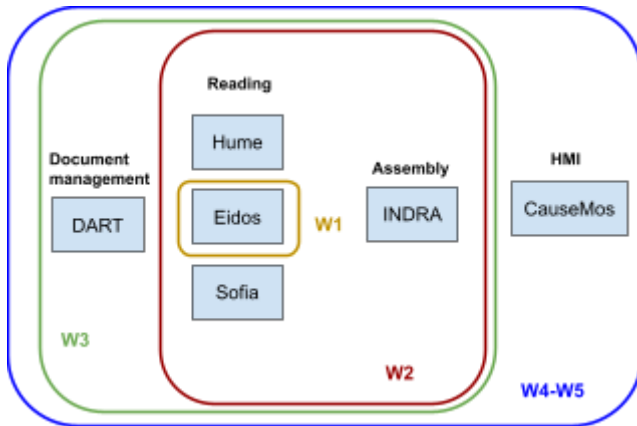 Reading
Hume
Document
management
Assembly
HMI
DART
Eidos
W1
INDRA
CauseMos
Sofia
W3
W2
W4-W5